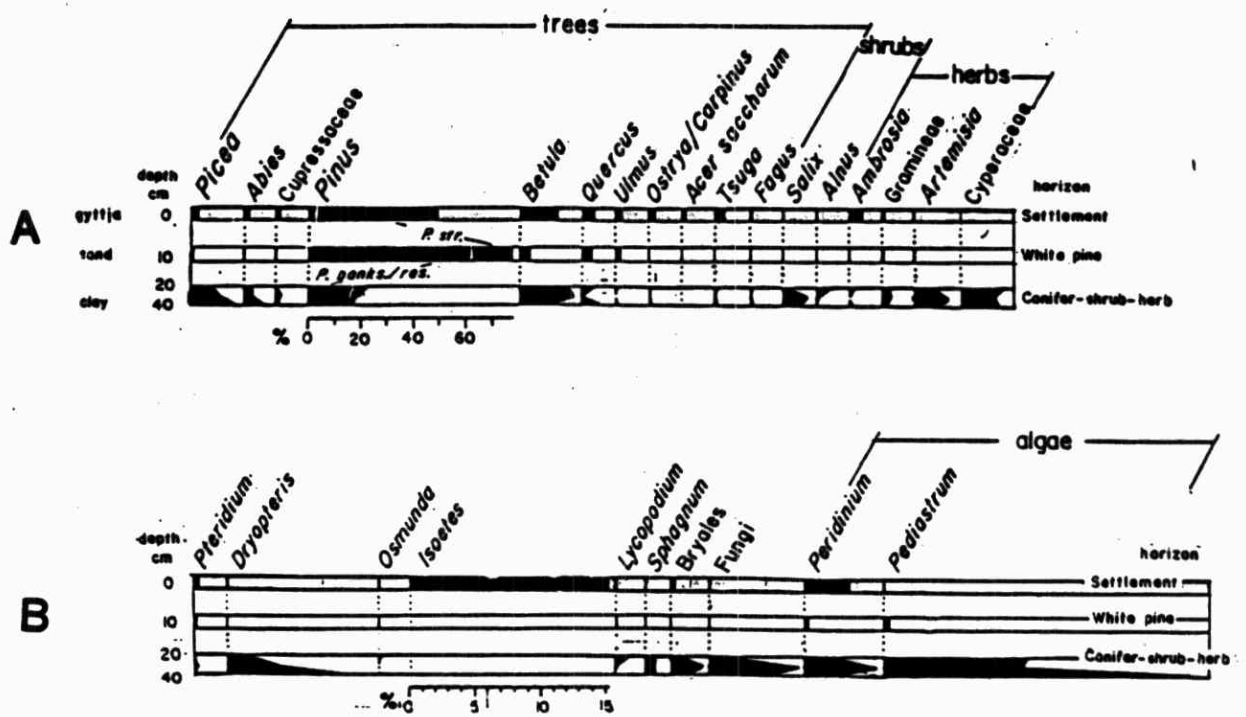 A
trees
shrubs
herbs
Picea
Abies
Cupressaceae
Pinus
Betula
Quercus
Ulmus
Ostrya/Carpinus
Acer saccharum
Tsuga
Fagus
Salix
Alnus
Ambrosia
Gramineae
Artemisia
Cyperaceae
depth
cm
horizon
gyttja 0 Settlement
P. str.
sand 10 White pine
P. banks./res.
20
clay 40 Conifer-shrub-herb
% 0 20 40 60
B
algae
Pteridium
Dryopteris
Osmunda
Isoetes
Lycopodium
Sphagnum
Bryales
Fungi
Peridinium
Pediastrum
depth
cm
horizon
0 Settlement
10 White pine
20 Conifer-shrub-herb
40
% 0 5 10 15